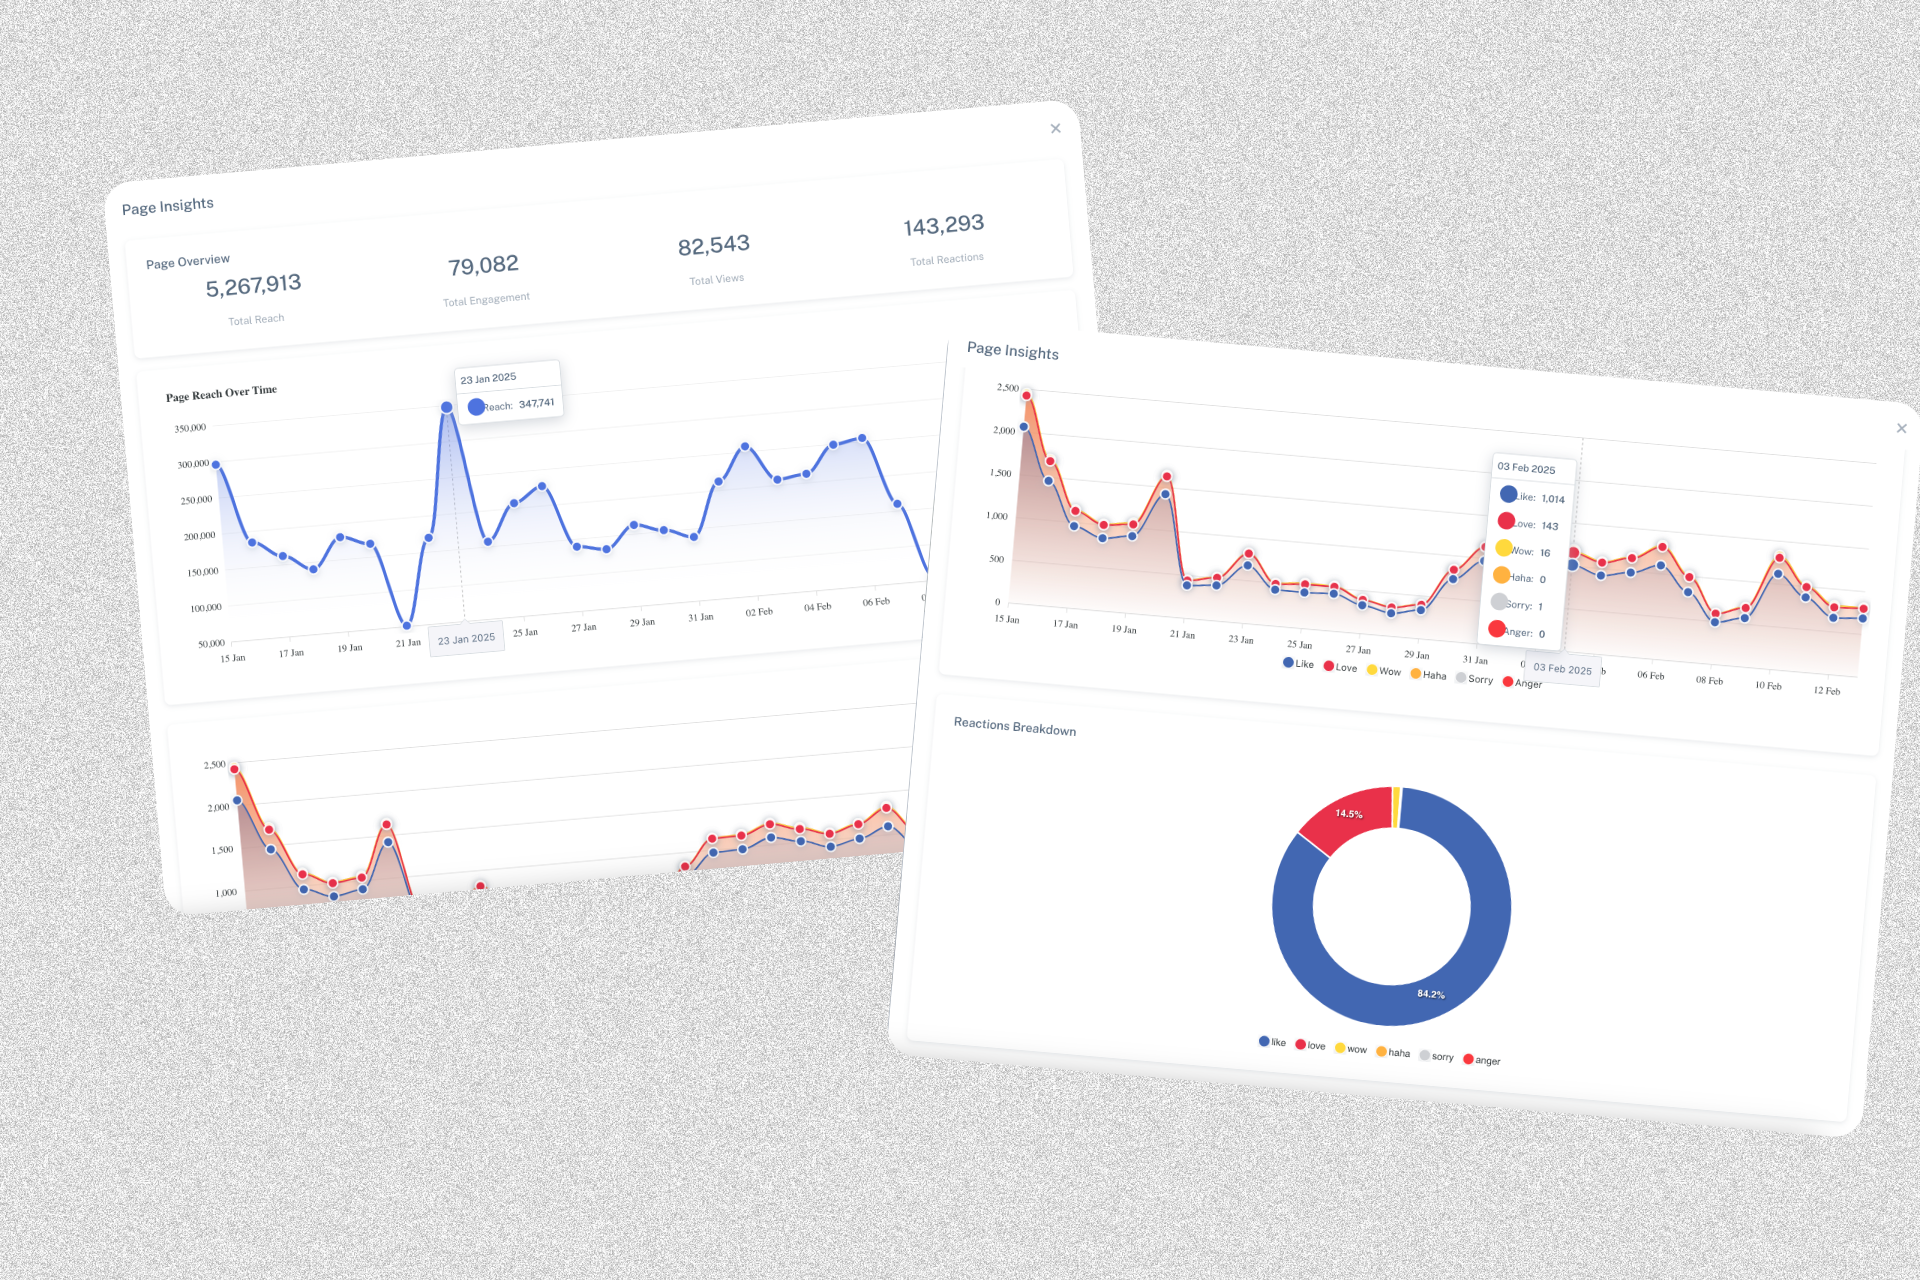 ×
Page Insights
Page Overview
5,267,913
Total Reach
79,082
Total Engagement
82,543
Total Views
143,293
Total Reactions
Page Reach Over Time
23 Jan 2025
Reach: 347,741
350,000
300,000
250,000
200,000
150,000
100,000
50,000
15 Jan
17 Jan
19 Jan
21 Jan
23 Jan 2025
25 Jan
27 Jan
29 Jan
31 Jan
02 Feb
04 Feb
06 Feb
2,500
2,000
1,500
1,000
Page Insights
×
2,500
2,000
1,500
1,000
500
0
15 Jan
17 Jan
19 Jan
21 Jan
23 Jan
25 Jan
27 Jan
29 Jan
31 Jan
03 Feb 2025
06 Feb
08 Feb
10 Feb
12 Feb
03 Feb 2025
Like: 1,014
Love: 143
Wow: 16
Haha: 0
Sorry: 1
Anger: 0
Like Love Wow Haha Sorry Anger
Reactions Breakdown
14.5%
84.2%
like love wow haha sorry anger